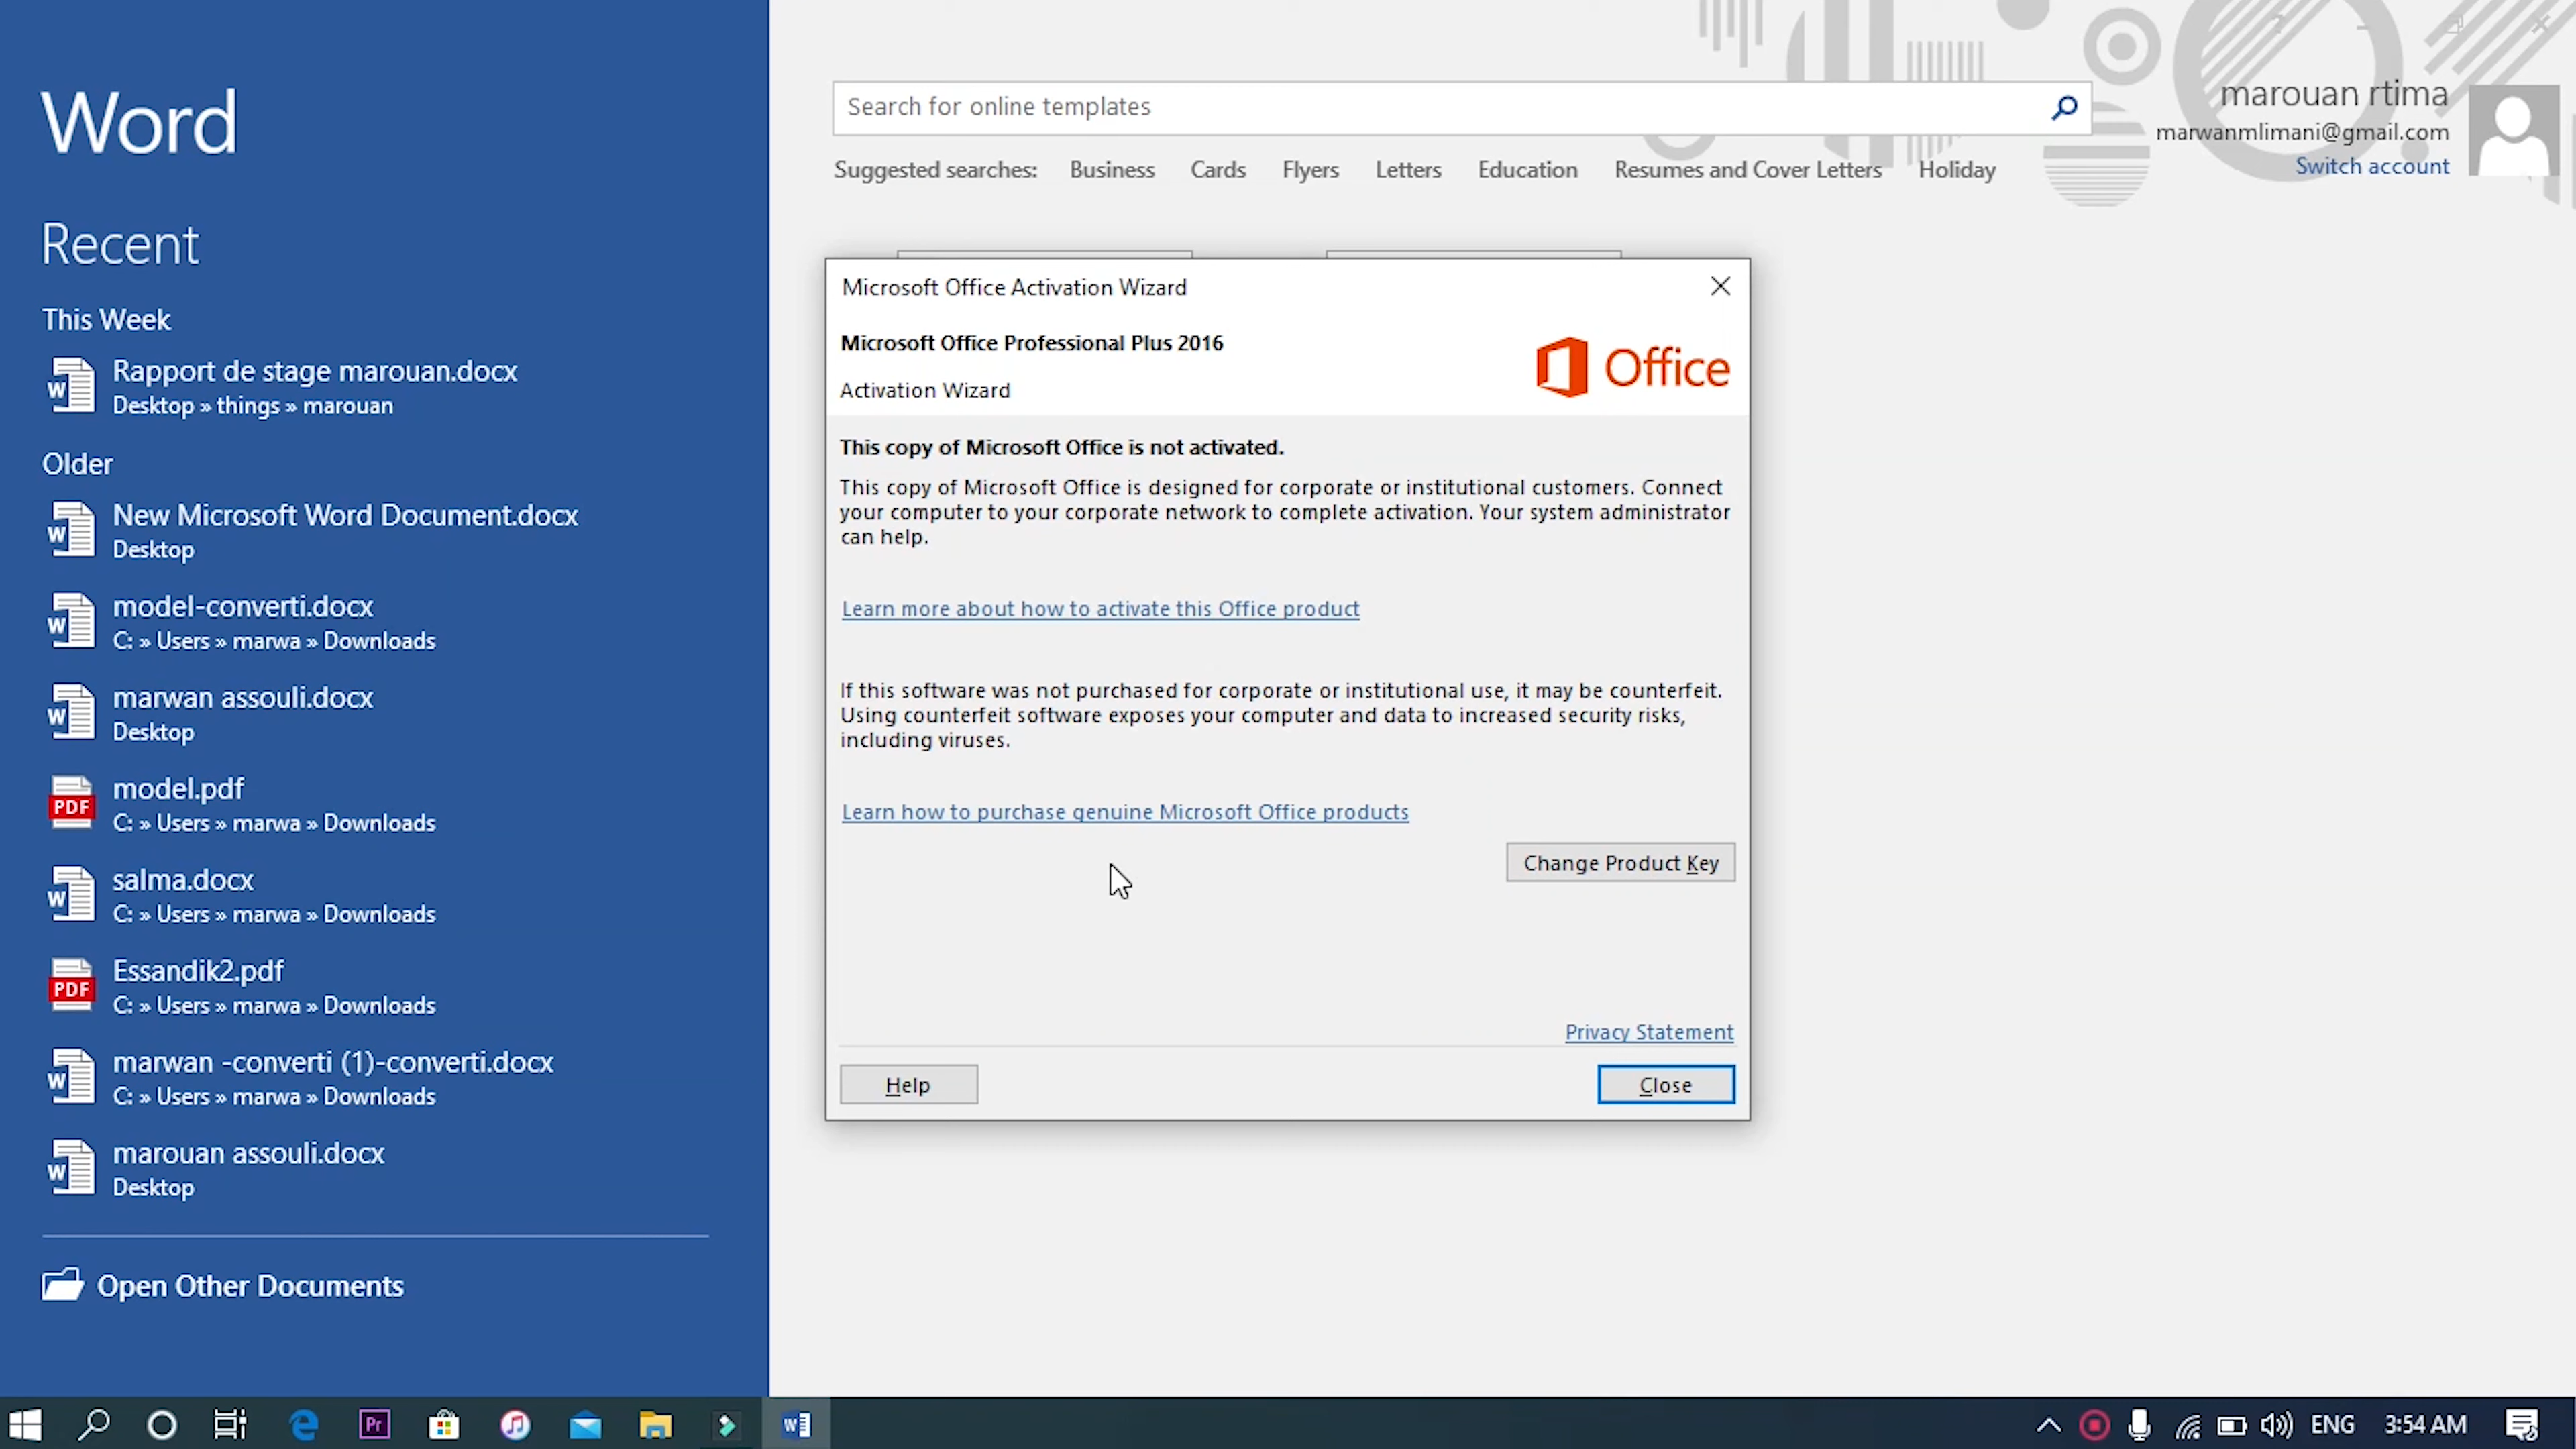 Word
Recent
This Week
Rapport de stage marouan.docx
Desktop » things » marouan
Older
New Microsoft Word Document.docx
Desktop
model-converti.docx
C: » Users » marwa » Downloads
marwan assouli.docx
Desktop
PDF
model.pdf
C: » Users » marwa » Downloads
salma.docx
C: » Users » marwa » Downloads
PDF
Essandik2.pdf
C: » Users » marwa » Downloads
marwan -converti (1)-converti.docx
C: » Users » marwa » Downloads
marouan assouli.docx
Desktop
Open Other Documents
Search for online templates
Suggested searches: Business Cards Flyers Letters Education Resumes and Cover Letters Holiday
marouan rtima
marwanmlimani@gmail.com
Switch account
Microsoft Office Activation Wizard
Microsoft Office Professional Plus 2016
Activation Wizard
Office
This copy of Microsoft Office is not activated.
This copy of Microsoft Office is designed for corporate or institutional customers. Connect
your computer to your corporate network to complete activation. Your system administrator
can help.
Learn more about how to activate this Office product
If this software was not purchased for corporate or institutional use, it may be counterfeit.
Using counterfeit software exposes your computer and data to increased security risks,
including viruses.
Learn how to purchase genuine Microsoft Office products
Change Product Key
Privacy Statement
Help
Close
Pr
ENG
3:54 AM